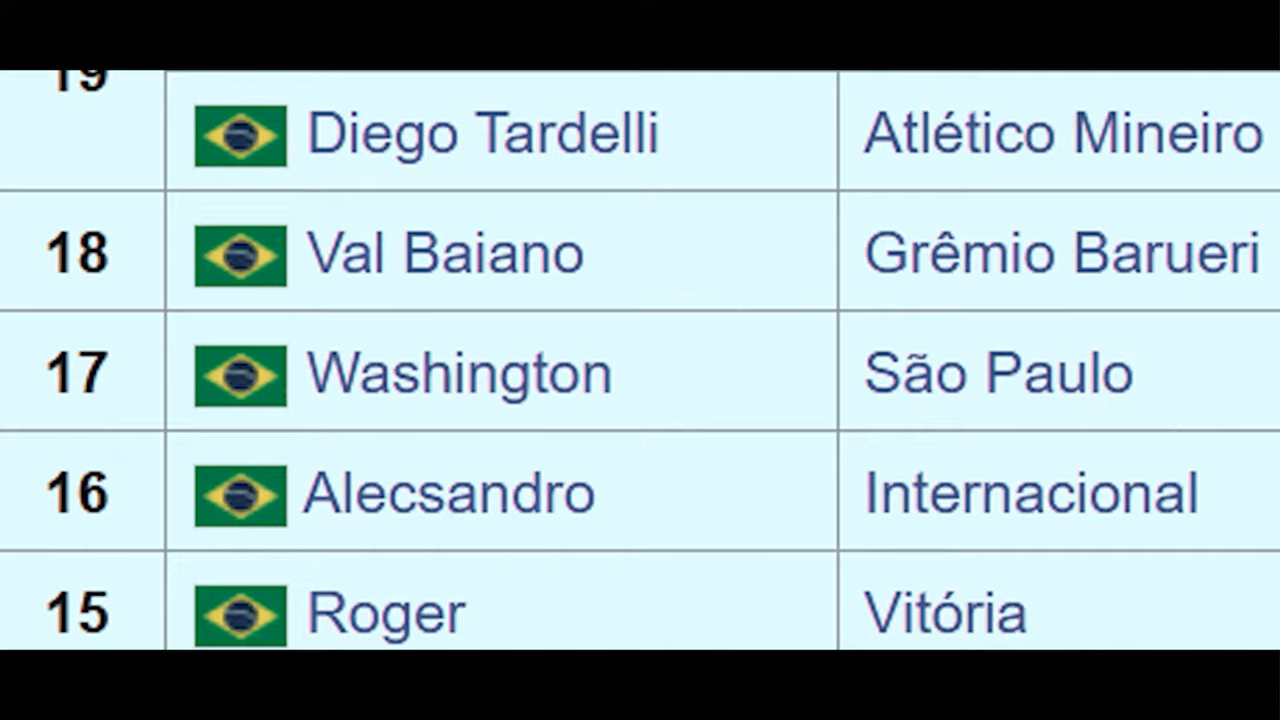 19
Diego Tardelli Atlético Mineiro
18 Val Baiano Grêmio Barueri
17 Washington São Paulo
16 Alecsandro Internacional
15 Roger Vitória